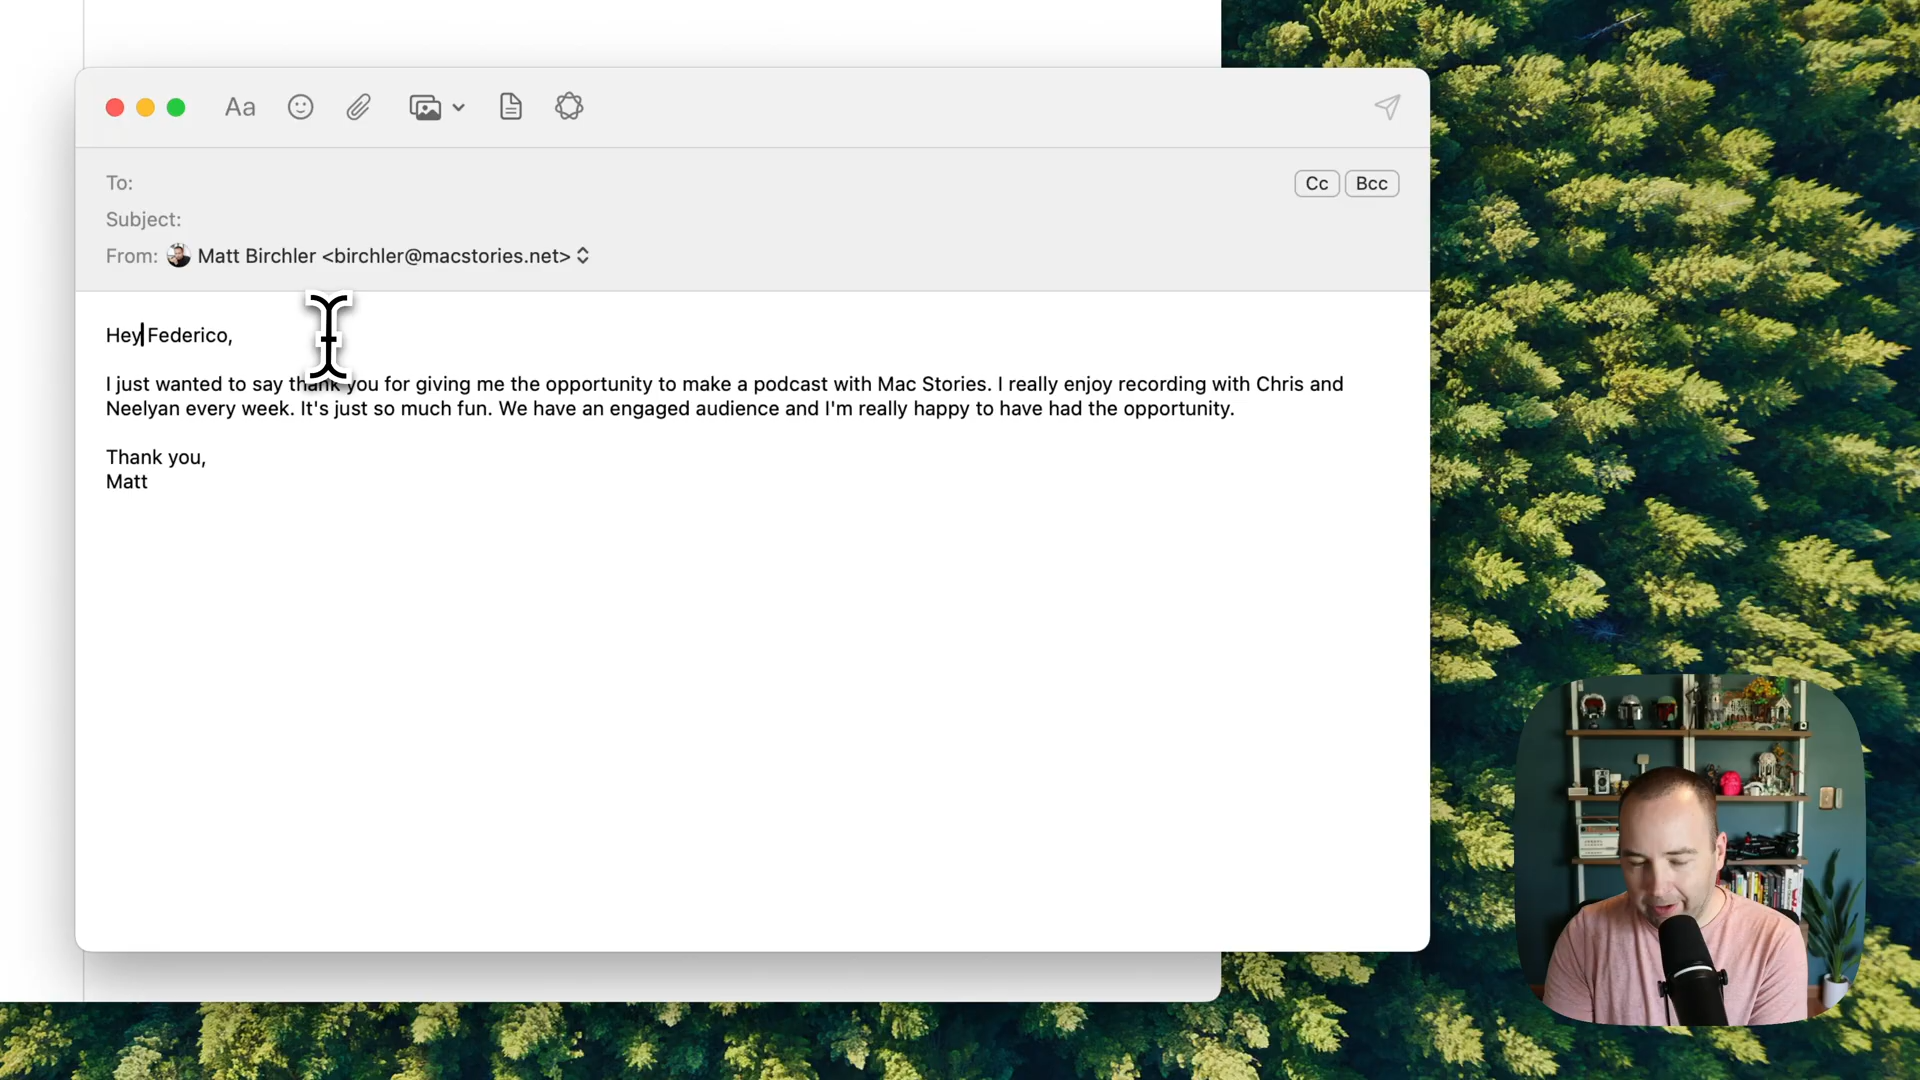 Aa
To:
Cc
Bcc
Subject:
From: Matt Birchler <birchler@macstories.net>
Hey Federico,
I just wanted to say thank you for giving me the opportunity to make a podcast with Mac Stories. I really enjoy recording with Chris and
Neelyan every week. It's just so much fun. We have an engaged audience and I'm really happy to have had the opportunity.
Thank you,
Matt